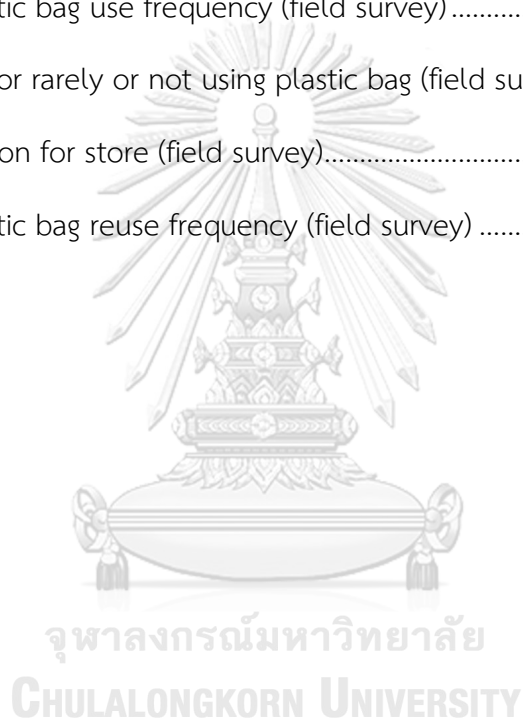 tic bag use frequency (field survey)..........
or rarely or not using plastic bag (field su
on for store (field survey)............................
tic bag reuse frequency (field survey) ......
จุฬาลงกรณ์มหาวิทยาลัย
CHULALONGKORN UNIVERSITY